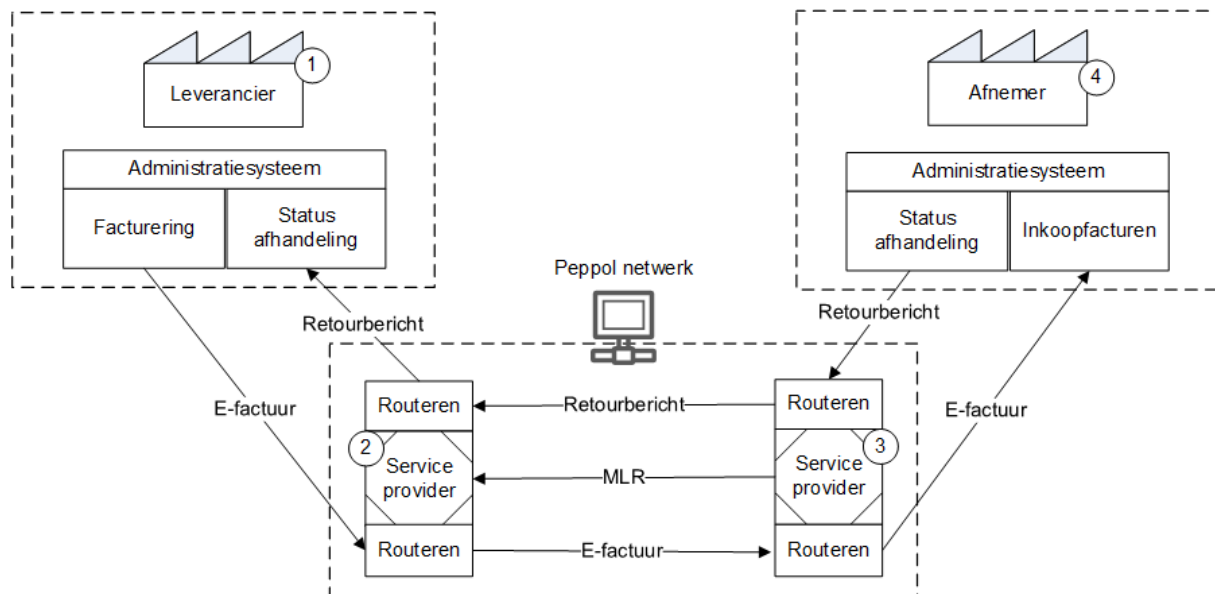 1
Leverancier
Administratiesysteem
Facturering
Status
afhandeling
4
Afnemer
Administratiesysteem
Status
afhandeling
Inkoopfacturen
Peppol netwerk
Retourbericht
Retourbericht
E-factuur
E-factuur
Routeren
Retourbericht
Routeren
2
Service
provider
MLR
3
Service
provider
Routeren
E-factuur
Routeren